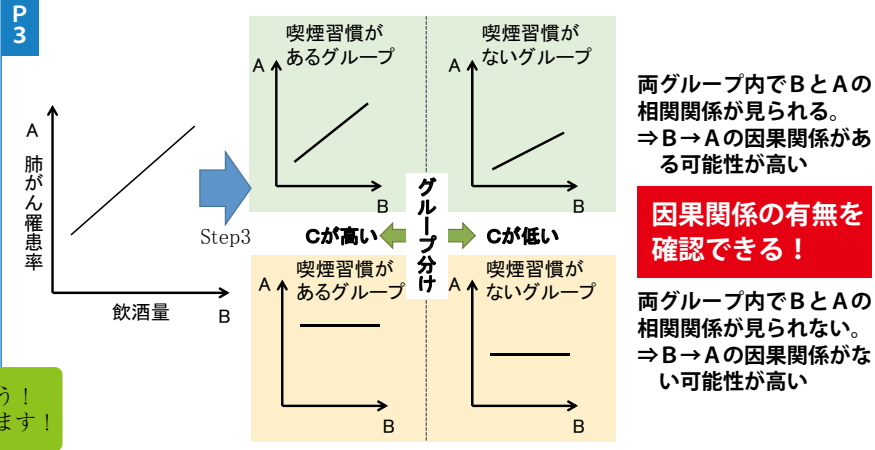 P
3
A
肺がん罹患率
飲酒量
B
Step3
喫煙習慣が
あるグループ
A
B
喫煙習慣が
ないグループ
A
B
グループ分け
Cが高い
Cが低い
喫煙習慣が
あるグループ
A
B
喫煙習慣が
ないグループ
A
B
両グループ内でBとAの
相関関係が見られる。
⇒B→Aの因果関係があ
る可能性が高い
因果関係の有無を
確認できる！
両グループ内でBとAの
相関関係が見られない。
⇒B→Aの因果関係がな
い可能性が高い
う！
ます！